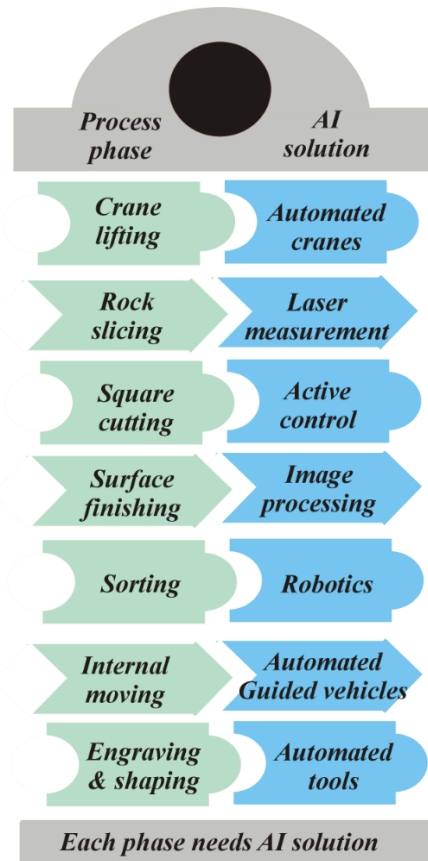 Process
phase
AI
solution
Crane
lifting
Automated
cranes
Rock
slicing
Laser
measurement
Square
cutting
Active
control
Surface
finishing
Image
processing
Sorting
Robotics
Internal
moving
Automated
Guided vehicles
Engraving
& shaping
Automated
tools
Each phase needs AI solution